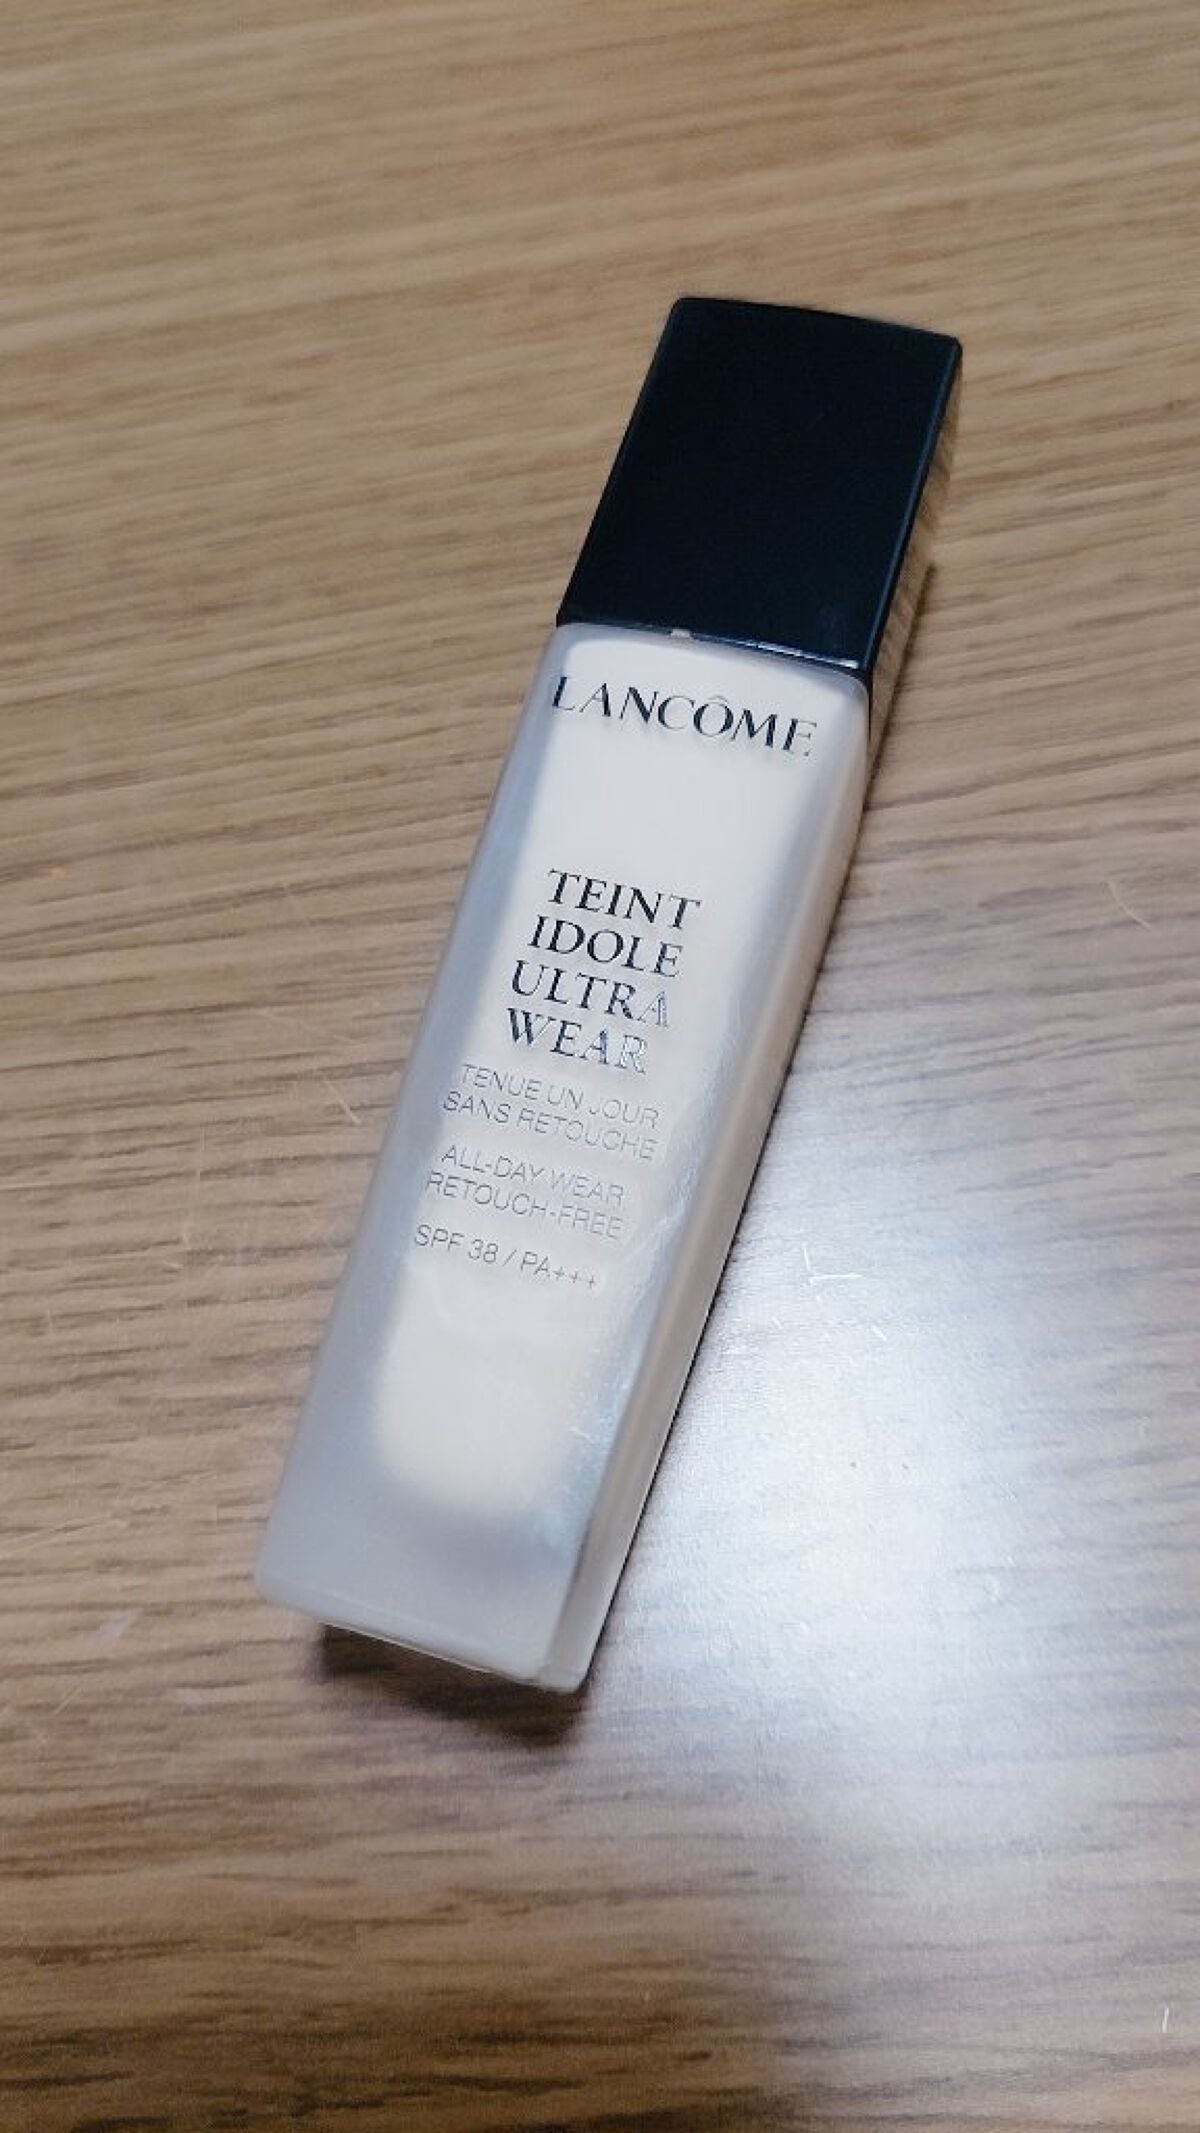 LANCÔME
TEINT
IDOLE
ULTRA
WEAR
TENUE UN JOUR
SANS RETOUCHE
ALL-DAY WEAR
RETOUCH-FREE
SPF 38 / PA+++